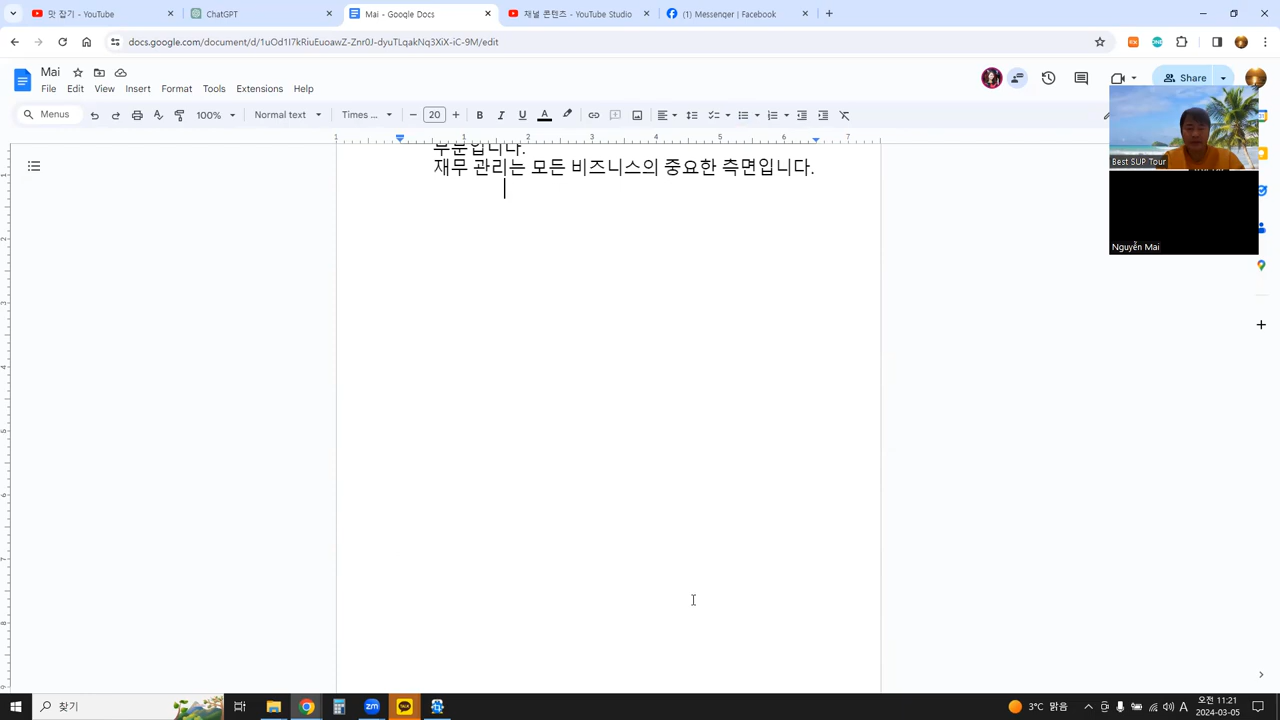 맛 잡기 - YouTube
ChatGPT
Mai - Google Docs
채널 콘텐츠 - YouTube Studio
(1) Messenger | Facebook
docs.google.com/document/d/1uOd1I7kRiuEuoawZ-Znr0J-dyuTLqakNq3XiX-iC-9M/edit
Mai
File Edit View Insert Format Tools Extensions Help
Share
Menus
100%
Normal text
Times ...
20
부분입니다.
재무 관리는 모든 비즈니스의 중요한 측면입니다.
Best SUP Tour
Nguyễn Mai
찾기
3°C 맑음
A
오전 11:21
2024-03-05